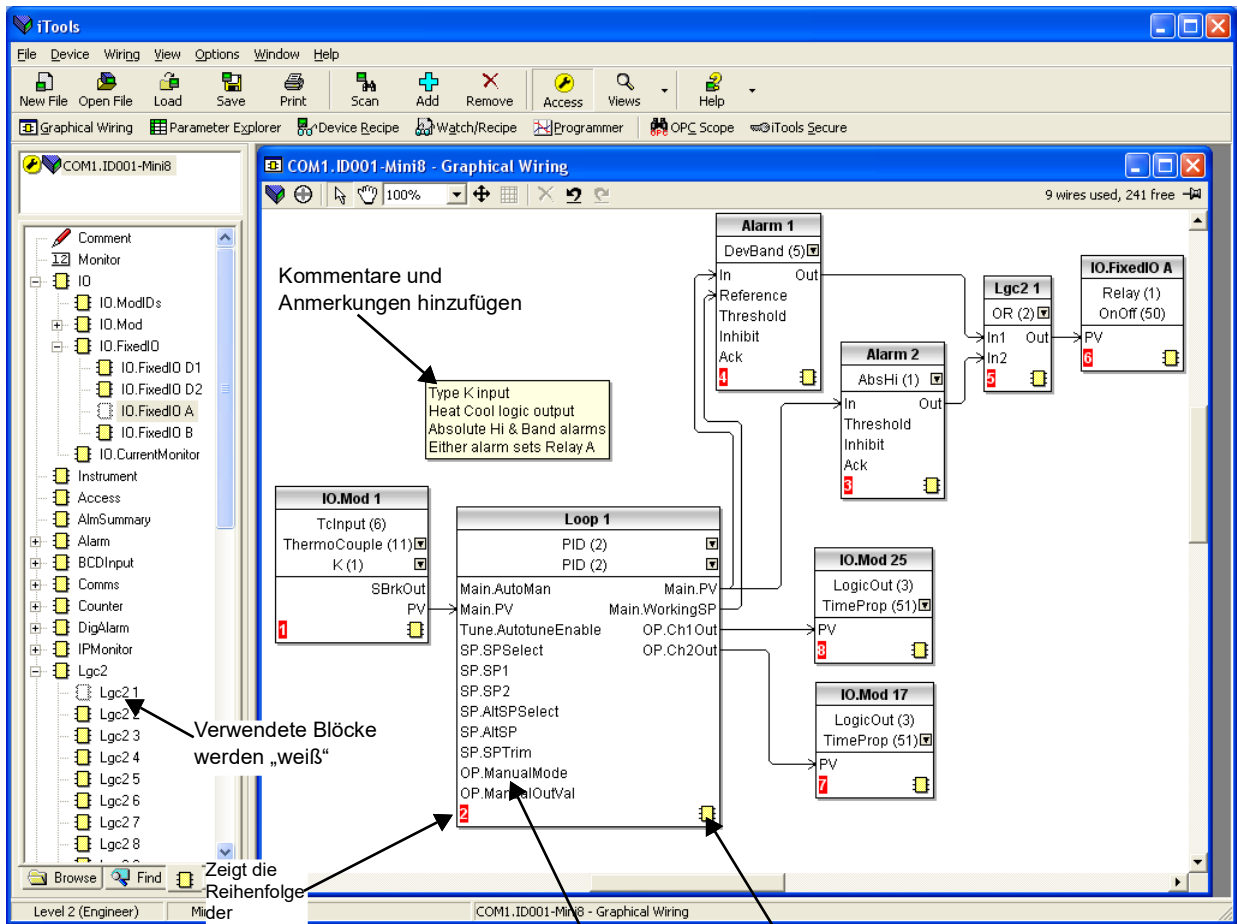 iTools
File Device Wiring View Options Window Help
New File Open File Load Save Print Scan Add Remove Access Views Help
Graphical Wiring Parameter Explorer Device Recipe Watch/Recipe Programmer OPC Scope iTools Secure
COM1.ID001-Mini8
Comment
12 Monitor
IO
IO.ModIDs
IO.Mod
IO.FixedIO
IO.FixedIO D1
IO.FixedIO D2
IO.FixedIO A
IO.FixedIO B
IO.CurrentMonitor
Instrument
Access
AlmSummary
Alarm
BCDInput
Comms
Counter
DigAlarm
IPMonitor
Lgc2
Lgc2 1
Lgc2 2
Lgc2 3
Lgc2 4
Lgc2 5
Lgc2 6
Lgc2 7
Lgc2 8
Browse Find
COM1.ID001-Mini8 - Graphical Wiring
100%
9 wires used, 241 free
Kommentare und
Anmerkungen hinzufügen
Type K input
Heat Cool logic output
Absolute Hi & Band alarms
Either alarm sets Relay A
Alarm 1
DevBand (5)
In Out
Reference
Threshold
Inhibit
Ack
4
Alarm 2
AbsHi (1)
In Out
Threshold
Inhibit
Ack
3
Lgc2 1
OR (2)
In1 Out
In2
5
IO.FixedIO A
Relay (1)
OnOff (50)
PV
6
IO.Mod 1
TcInput (6)
ThermoCouple (11)
K (1)
SBrkOut
PV
1
Loop 1
PID (2)
PID (2)
Main.AutoMan Main.PV
Main.PV Main.WorkingSP
Tune.AutotuneEnable OP.Ch1Out
SP.SPSelect OP.Ch2Out
SP.SP1
SP.SP2
SP.AltSPSelect
SP.AltSP
SP.SPTrim
OP.ManualMode
OP.ManualOutVal
2
IO.Mod 25
LogicOut (3)
TimeProp (51)
PV
8
IO.Mod 17
LogicOut (3)
TimeProp (51)
PV
7
Verwendete Blöcke
werden „weiß“
Zeigt die
Reihenfolge
der
Level 2 (Engineer)
COM1.ID001-Mini8 - Graphical Wiring